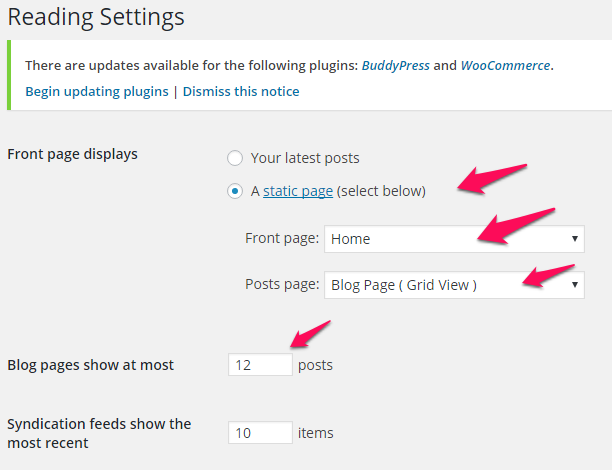 Reading Settings
There are updates available for the following plugins: BuddyPress and WooCommerce.
Begin updating plugins | Dismiss this notice
Front page displays
Your latest posts
A static page (select below)
Front page: Home
Posts page: Blog Page ( Grid View )
Blog pages show at most 12 posts
Syndication feeds show the
most recent 10 items